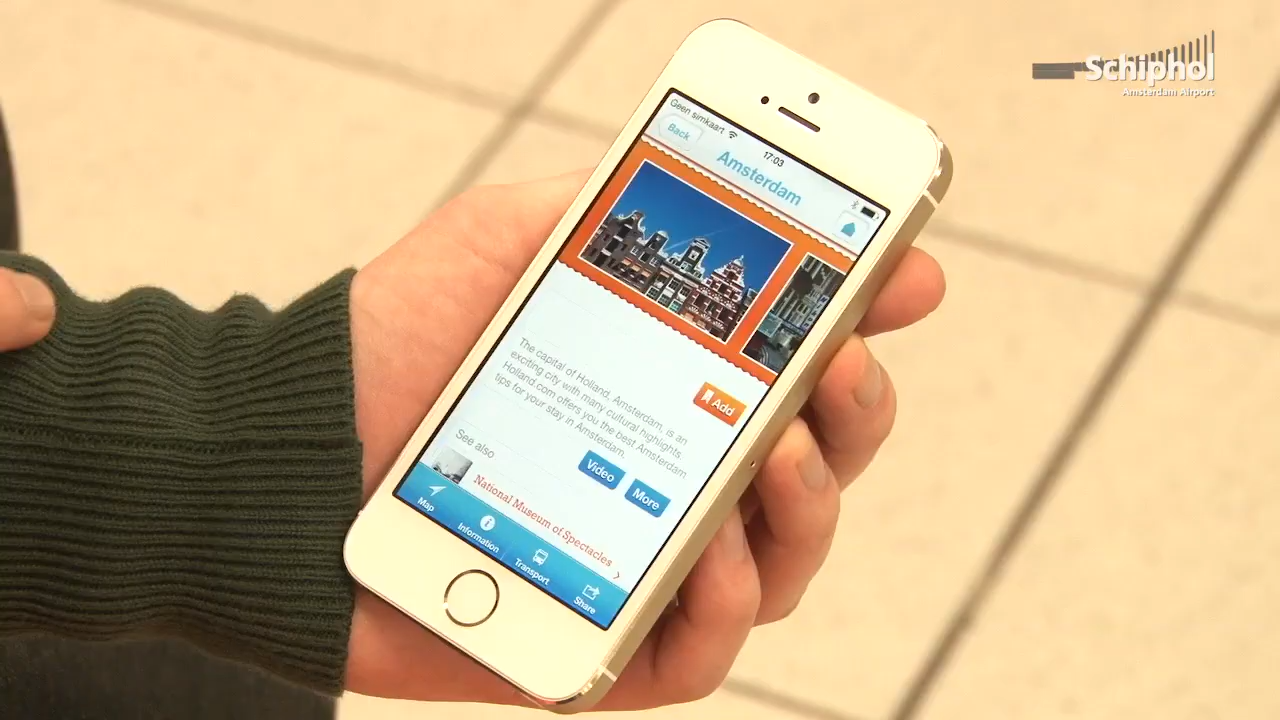 Schiphol
Amsterdam Airport
Geen simkaart
17:03
Back
Amsterdam
The capital of Holland, Amsterdam, is an
exciting city with many cultural highlights.
Holland.com offers you the best Amsterdam
tips for your stay in Amsterdam.
Add
Video
More
See also
National Museum of Spectacles
Map
Information
Transport
Share